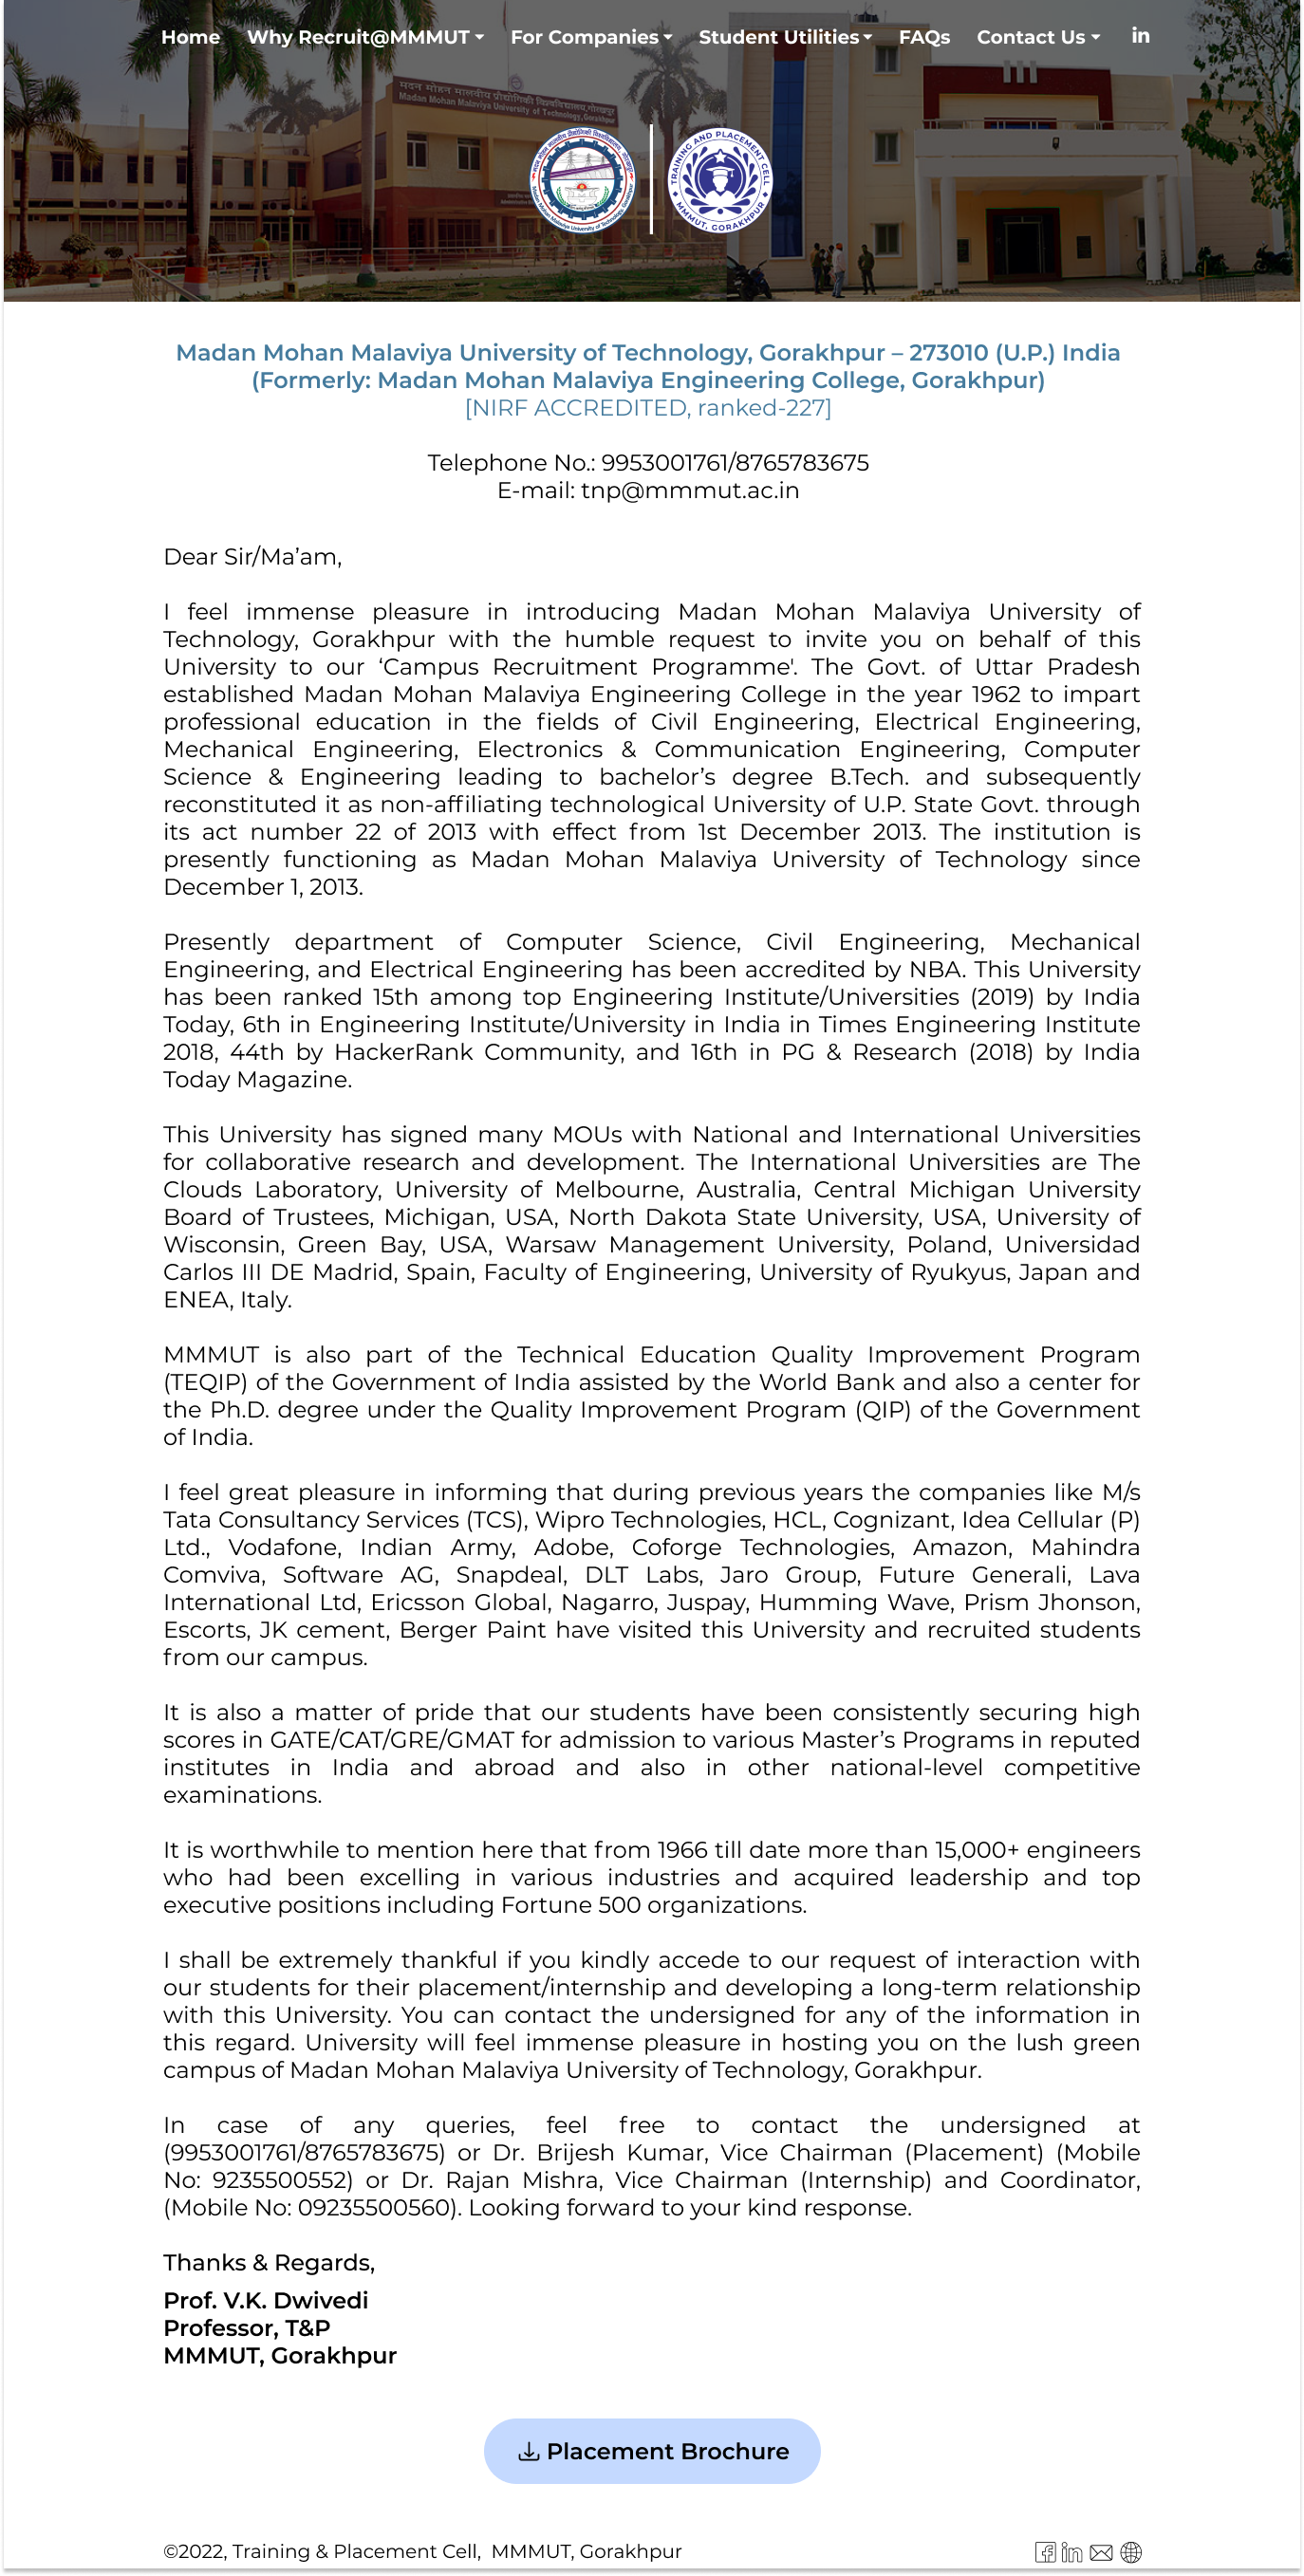 Home Why Recruit@MMMUT For Companies Student Utilities FAQs Contact Us in
मदन मोहन मालवीय प्रौद्योगिकी विश्वविद्यालय, गोरखपुर
Madan Mohan Malaviya University of Technology, Gorakhpur
Madan Mohan Malaviya University of Technology, Gorakhpur
TRAINING AND PLACEMENT CELL
MMMUT, GORAKHPUR
Madan Mohan Malaviya University of Technology, Gorakhpur – 273010 (U.P.) India
(Formerly: Madan Mohan Malaviya Engineering College, Gorakhpur)
[NIRF ACCREDITED, ranked-227]
Telephone No.: 9953001761/8765783675
E-mail: tnp@mmmut.ac.in
Dear Sir/Ma’am,
I feel immense pleasure in introducing Madan Mohan Malaviya University of
Technology, Gorakhpur with the humble request to invite you on behalf of this
University to our ‘Campus Recruitment Programme'. The Govt. of Uttar Pradesh
established Madan Mohan Malaviya Engineering College in the year 1962 to impart
professional education in the fields of Civil Engineering, Electrical Engineering,
Mechanical Engineering, Electronics & Communication Engineering, Computer
Science & Engineering leading to bachelor’s degree B.Tech. and subsequently
reconstituted it as non-affiliating technological University of U.P. State Govt. through
its act number 22 of 2013 with effect from 1st December 2013. The institution is
presently functioning as Madan Mohan Malaviya University of Technology since
December 1, 2013.
Presently department of Computer Science, Civil Engineering, Mechanical
Engineering, and Electrical Engineering has been accredited by NBA. This University
has been ranked 15th among top Engineering Institute/Universities (2019) by India
Today, 6th in Engineering Institute/University in India in Times Engineering Institute
2018, 44th by HackerRank Community, and 16th in PG & Research (2018) by India
Today Magazine.
This University has signed many MOUs with National and International Universities
for collaborative research and development. The International Universities are The
Clouds Laboratory, University of Melbourne, Australia, Central Michigan University
Board of Trustees, Michigan, USA, North Dakota State University, USA, University of
Wisconsin, Green Bay, USA, Warsaw Management University, Poland, Universidad
Carlos III DE Madrid, Spain, Faculty of Engineering, University of Ryukyus, Japan and
ENEA, Italy.
MMMUT is also part of the Technical Education Quality Improvement Program
(TEQIP) of the Government of India assisted by the World Bank and also a center for
the Ph.D. degree under the Quality Improvement Program (QIP) of the Government
of India.
I feel great pleasure in informing that during previous years the companies like M/s
Tata Consultancy Services (TCS), Wipro Technologies, HCL, Cognizant, Idea Cellular (P)
Ltd., Vodafone, Indian Army, Adobe, Coforge Technologies, Amazon, Mahindra
Comviva, Software AG, Snapdeal, DLT Labs, Jaro Group, Future Generali, Lava
International Ltd, Ericsson Global, Nagarro, Juspay, Humming Wave, Prism Jhonson,
Escorts, JK cement, Berger Paint have visited this University and recruited students
from our campus.
It is also a matter of pride that our students have been consistently securing high
scores in GATE/CAT/GRE/GMAT for admission to various Master’s Programs in reputed
institutes in India and abroad and also in other national-level competitive
examinations.
It is worthwhile to mention here that from 1966 till date more than 15,000+ engineers
who had been excelling in various industries and acquired leadership and top
executive positions including Fortune 500 organizations.
I shall be extremely thankful if you kindly accede to our request of interaction with
our students for their placement/internship and developing a long-term relationship
with this University. You can contact the undersigned for any of the information in
this regard. University will feel immense pleasure in hosting you on the lush green
campus of Madan Mohan Malaviya University of Technology, Gorakhpur.
In case of any queries, feel free to contact the undersigned at
(9953001761/8765783675) or Dr. Brijesh Kumar, Vice Chairman (Placement) (Mobile
No: 9235500552) or Dr. Rajan Mishra, Vice Chairman (Internship) and Coordinator,
(Mobile No: 09235500560). Looking forward to your kind response.
Thanks & Regards,
Prof. V.K. Dwivedi
Professor, T&P
MMMUT, Gorakhpur
Placement Brochure
©2022, Training & Placement Cell, MMMUT, Gorakhpur